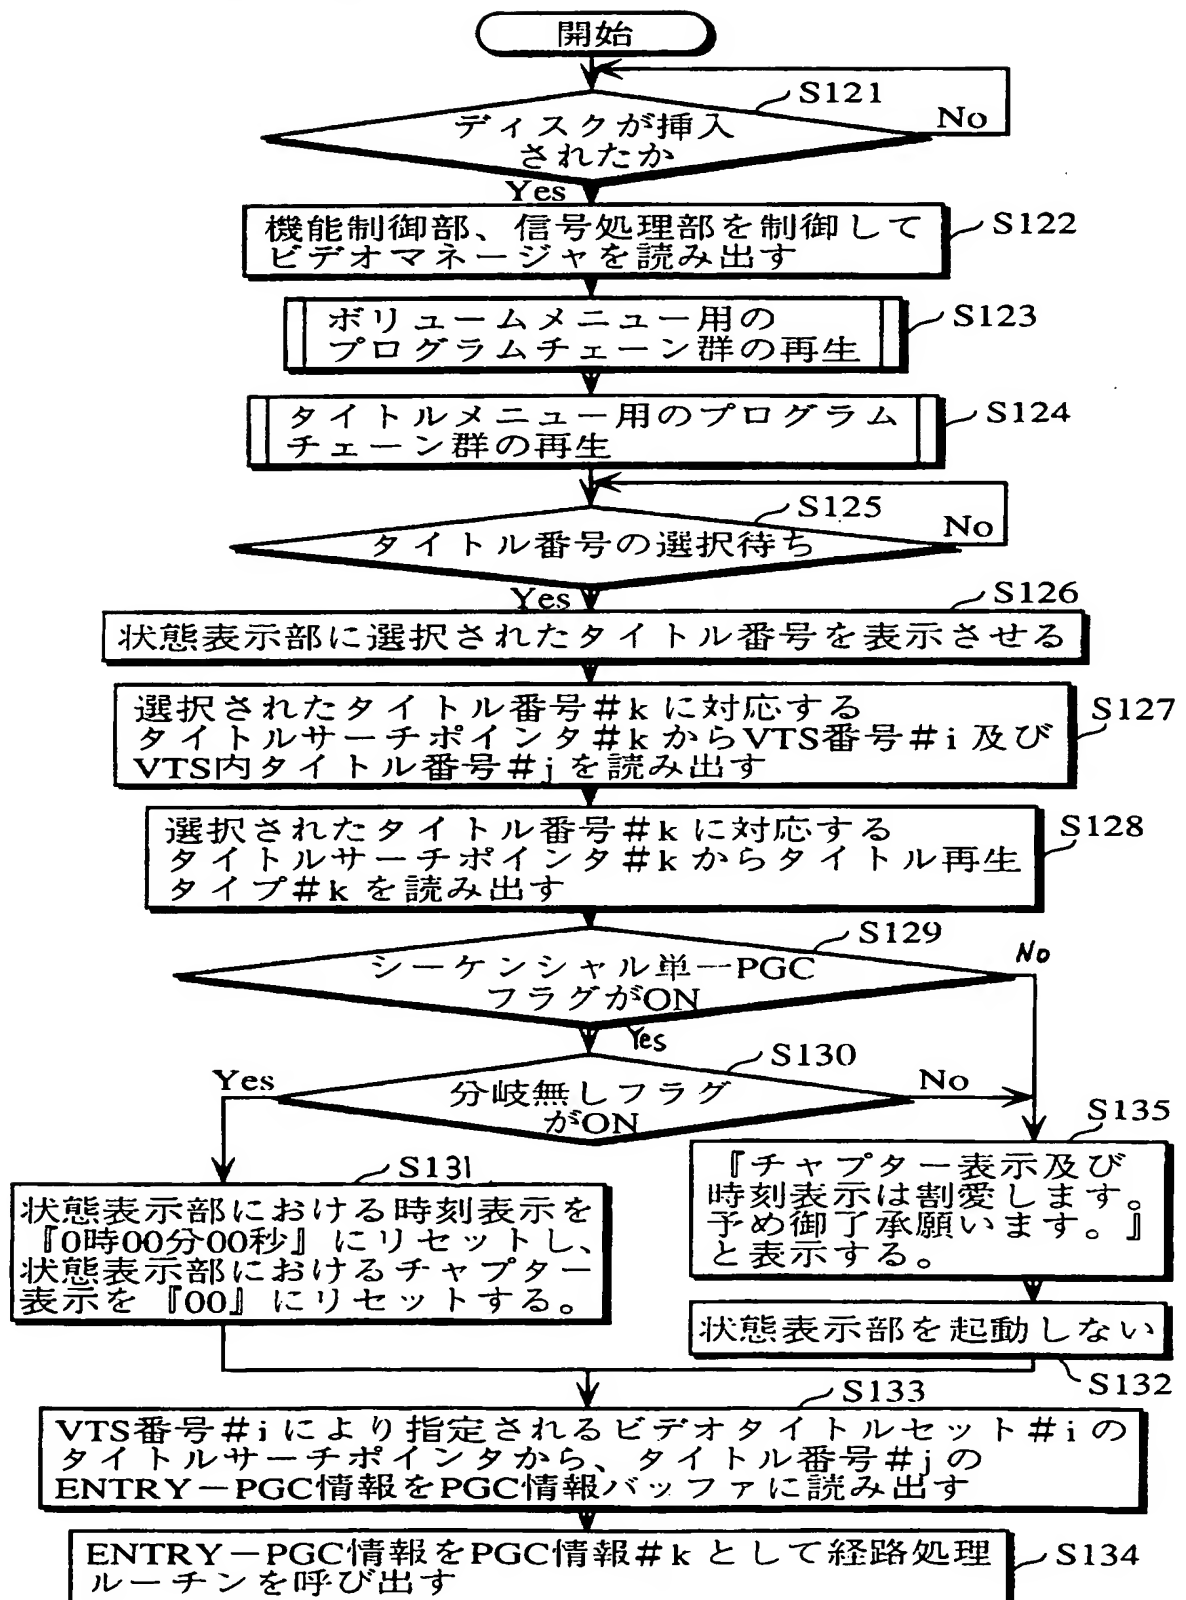 開始
S121
ディスクが挿入
されたか
No
Yes
機能制御部、信号処理部を制御して
ビデオマネージャを読み出す
S122
ボリュームメニュー用の
プログラムチェーン群の再生
S123
タイトルメニュー用のプログラム
チェーン群の再生
S124
S125
タイトル番号の選択待ち
No
Yes
S126
状態表示部に選択されたタイトル番号を表示させる
選択されたタイトル番号#kに対応する
タイトルサーチポインタ#kからVTS番号#i及び
VTS内タイトル番号#jを読み出す
S127
選択されたタイトル番号#kに対応する
タイトルサーチポインタ#kからタイトル再生
タイプ#kを読み出す
S128
S129
シーケンシャル単一PGC
フラグがON
No
Yes
S130
分岐無しフラグ
がON
Yes
No
S131
状態表示部における時刻表示を
『0時00分00秒』にリセットし、
状態表示部におけるチャプター
表示を『00』にリセットする。
S135
『チャプター表示及び
時刻表示は割愛します。
予め御了承願います。』
と表示する。
状態表示部を起動しない
S132
S133
VTS番号#iにより指定されるビデオタイトルセット#iの
タイトルサーチポインタから、タイトル番号#jの
ENTRY－PGC情報をPGC情報バッファに読み出す
ENTRY－PGC情報をPGC情報#kとして経路処理
ルーチンを呼び出す
S134